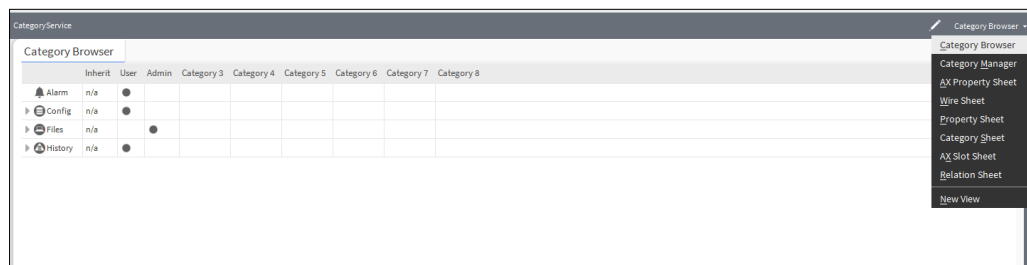 CategoryService
Category Browser
Category Browser
Inherit User Admin Category 3 Category 4 Category 5 Category 6 Category 7 Category 8
Alarm n/a
Config n/a
Files n/a
History n/a
Category Browser
Category Manager
AX Property Sheet
Wire Sheet
Property Sheet
Category Sheet
AX Slot Sheet
Relation Sheet
New View